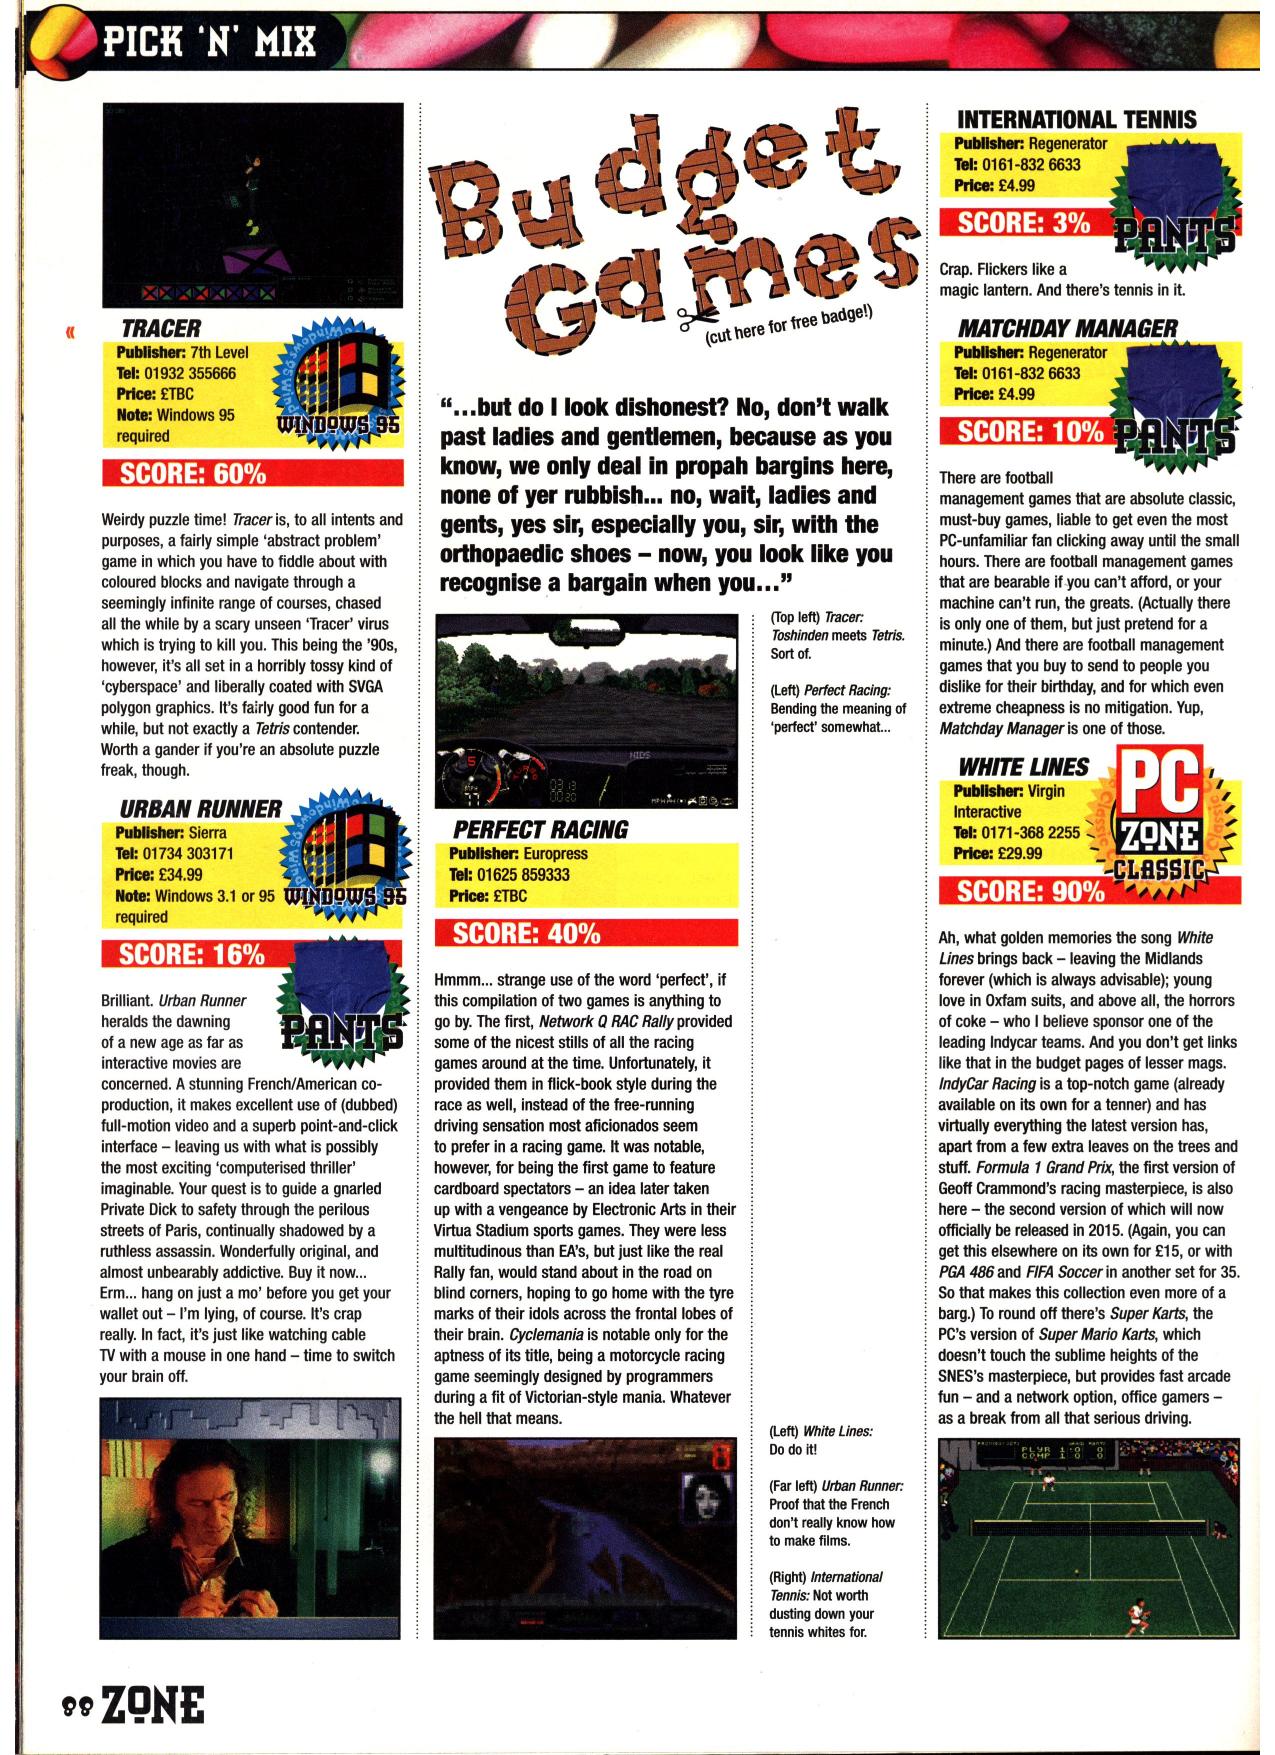 PICK 'N' MIX
«
TRACER
Publisher: 7th Level
Tel: 01932 355666
Price: £TBC
Note: Windows 95
required
WINDOWS 95
SCORE: 60%
Weirdy puzzle time! Tracer is, to all intents and
purposes, a fairly simple 'abstract problem'
game in which you have to fiddle about with
coloured blocks and navigate through a
seemingly infinite range of courses, chased
all the while by a scary unseen 'Tracer' virus
which is trying to kill you. This being the '90s,
however, it's all set in a horribly tossy kind of
'cyberspace' and liberally coated with SVGA
polygon graphics. It's fairly good fun for a
while, but not exactly a Tetris contender.
Worth a gander if you're an absolute puzzle
freak, though.
URBAN RUNNER
Publisher: Sierra
Tel: 01734 303171
Price: £34.99
Note: Windows 3.1 or 95
required
WINDOWS 95
SCORE: 16%
PANTS
Brilliant. Urban Runner
heralds the dawning
of a new age as far as
interactive movies are
concerned. A stunning French/American co-
production, it makes excellent use of (dubbed)
full-motion video and a superb point-and-click
interface – leaving us with what is possibly
the most exciting 'computerised thriller'
imaginable. Your quest is to guide a gnarled
Private Dick to safety through the perilous
streets of Paris, continually shadowed by a
ruthless assassin. Wonderfully original, and
almost unbearably addictive. Buy it now...
Erm... hang on just a mo' before you get your
wallet out – I'm lying, of course. It's crap
really. In fact, it's just like watching cable
TV with a mouse in one hand – time to switch
your brain off.
Budget
Games
(cut here for free badge!)
“...but do I look dishonest? No, don't walk
past ladies and gentlemen, because as you
know, we only deal in propah bargins here,
none of yer rubbish... no, wait, ladies and
gents, yes sir, especially you, sir, with the
orthopaedic shoes – now, you look like you
recognise a bargain when you...”
PERFECT RACING
Publisher: Europress
Tel: 01625 859333
Price: £TBC
SCORE: 40%
Hmmm... strange use of the word 'perfect', if
this compilation of two games is anything to
go by. The first, Network Q RAC Rally provided
some of the nicest stills of all the racing
games around at the time. Unfortunately, it
provided them in flick-book style during the
race as well, instead of the free-running
driving sensation most aficionados seem
to prefer in a racing game. It was notable,
however, for being the first game to feature
cardboard spectators – an idea later taken
up with a vengeance by Electronic Arts in their
Virtua Stadium sports games. They were less
multitudinous than EA's, but just like the real
Rally fan, would stand about in the road on
blind corners, hoping to go home with the tyre
marks of their idols across the frontal lobes of
their brain. Cyclemania is notable only for the
aptness of its title, being a motorcycle racing
game seemingly designed by programmers
during a fit of Victorian-style mania. Whatever
the hell that means.
(Top left) Tracer:
Toshinden meets Tetris.
Sort of.
(Left) Perfect Racing:
Bending the meaning of
'perfect' somewhat...
(Left) White Lines:
Do do it!
(Far left) Urban Runner:
Proof that the French
don't really know how
to make films.
(Right) International
Tennis: Not worth
dusting down your
tennis whites for.
INTERNATIONAL TENNIS
Publisher: Regenerator
Tel: 0161-832 6633
Price: £4.99
SCORE: 3%
PANTS
Crap. Flickers like a
magic lantern. And there's tennis in it.
MATCHDAY MANAGER
Publisher: Regenerator
Tel: 0161-832 6633
Price: £4.99
SCORE: 10%
PANTS
There are football
management games that are absolute classic,
must-buy games, liable to get even the most
PC-unfamiliar fan clicking away until the small
hours. There are football management games
that are bearable if you can't afford, or your
machine can't run, the greats. (Actually there
is only one of them, but just pretend for a
minute.) And there are football management
games that you buy to send to people you
dislike for their birthday, and for which even
extreme cheapness is no mitigation. Yup,
Matchday Manager is one of those.
WHITE LINES
Publisher: Virgin
Interactive
Tel: 0171-368 2255
Price: £29.99
PC
ZONE
CLASSIC
SCORE: 90%
Ah, what golden memories the song White
Lines brings back – leaving the Midlands
forever (which is always advisable); young
love in Oxfam suits, and above all, the horrors
of coke – who I believe sponsor one of the
leading Indycar teams. And you don't get links
like that in the budget pages of lesser mags.
IndyCar Racing is a top-notch game (already
available on its own for a tenner) and has
virtually everything the latest version has,
apart from a few extra leaves on the trees and
stuff. Formula 1 Grand Prix, the first version of
Geoff Crammond's racing masterpiece, is also
here – the second version of which will now
officially be released in 2015. (Again, you can
get this elsewhere on its own for £15, or with
PGA 486 and FIFA Soccer in another set for 35.
So that makes this collection even more of a
barg.) To round off there's Super Karts, the
PC's version of Super Mario Karts, which
doesn't touch the sublime heights of the
SNES's masterpiece, but provides fast arcade
fun – and a network option, office gamers –
as a break from all that serious driving.
PLYR 1 0 0
COMP 1 0 0
88 ZONE